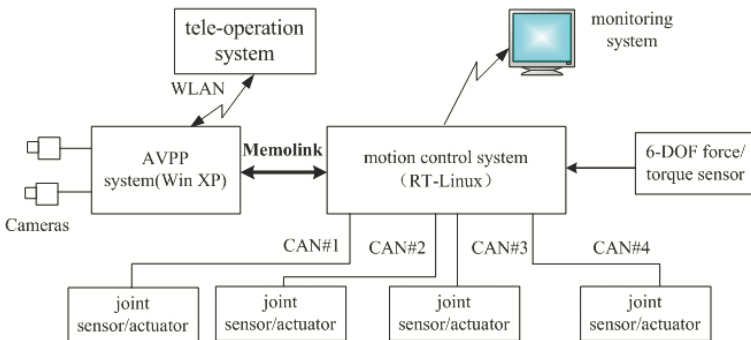 tele-operation
system
monitoring
system
WLAN
AVPP
system(Win XP)
Memolink
motion control system
（RT-Linux）
6-DOF force/
torque sensor
Cameras
CAN#1
CAN#2
CAN#3
CAN#4
joint
sensor/actuator
joint
sensor/actuator
joint
sensor/actuator
joint
sensor/actuator